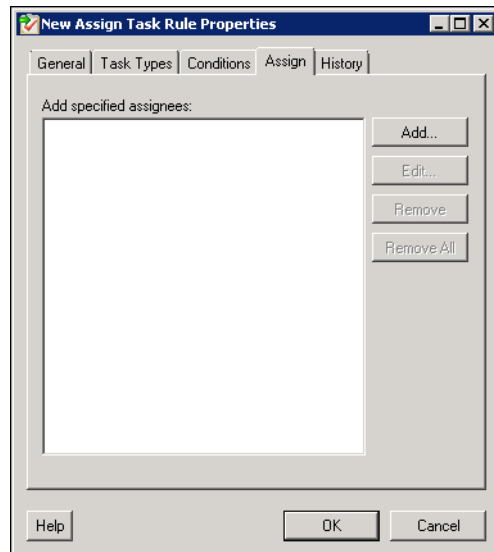 New Assign Task Rule Properties
General Task Types Conditions Assign History
Add specified assignees:
Add...
Edit...
Remove
Remove All
Help OK Cancel